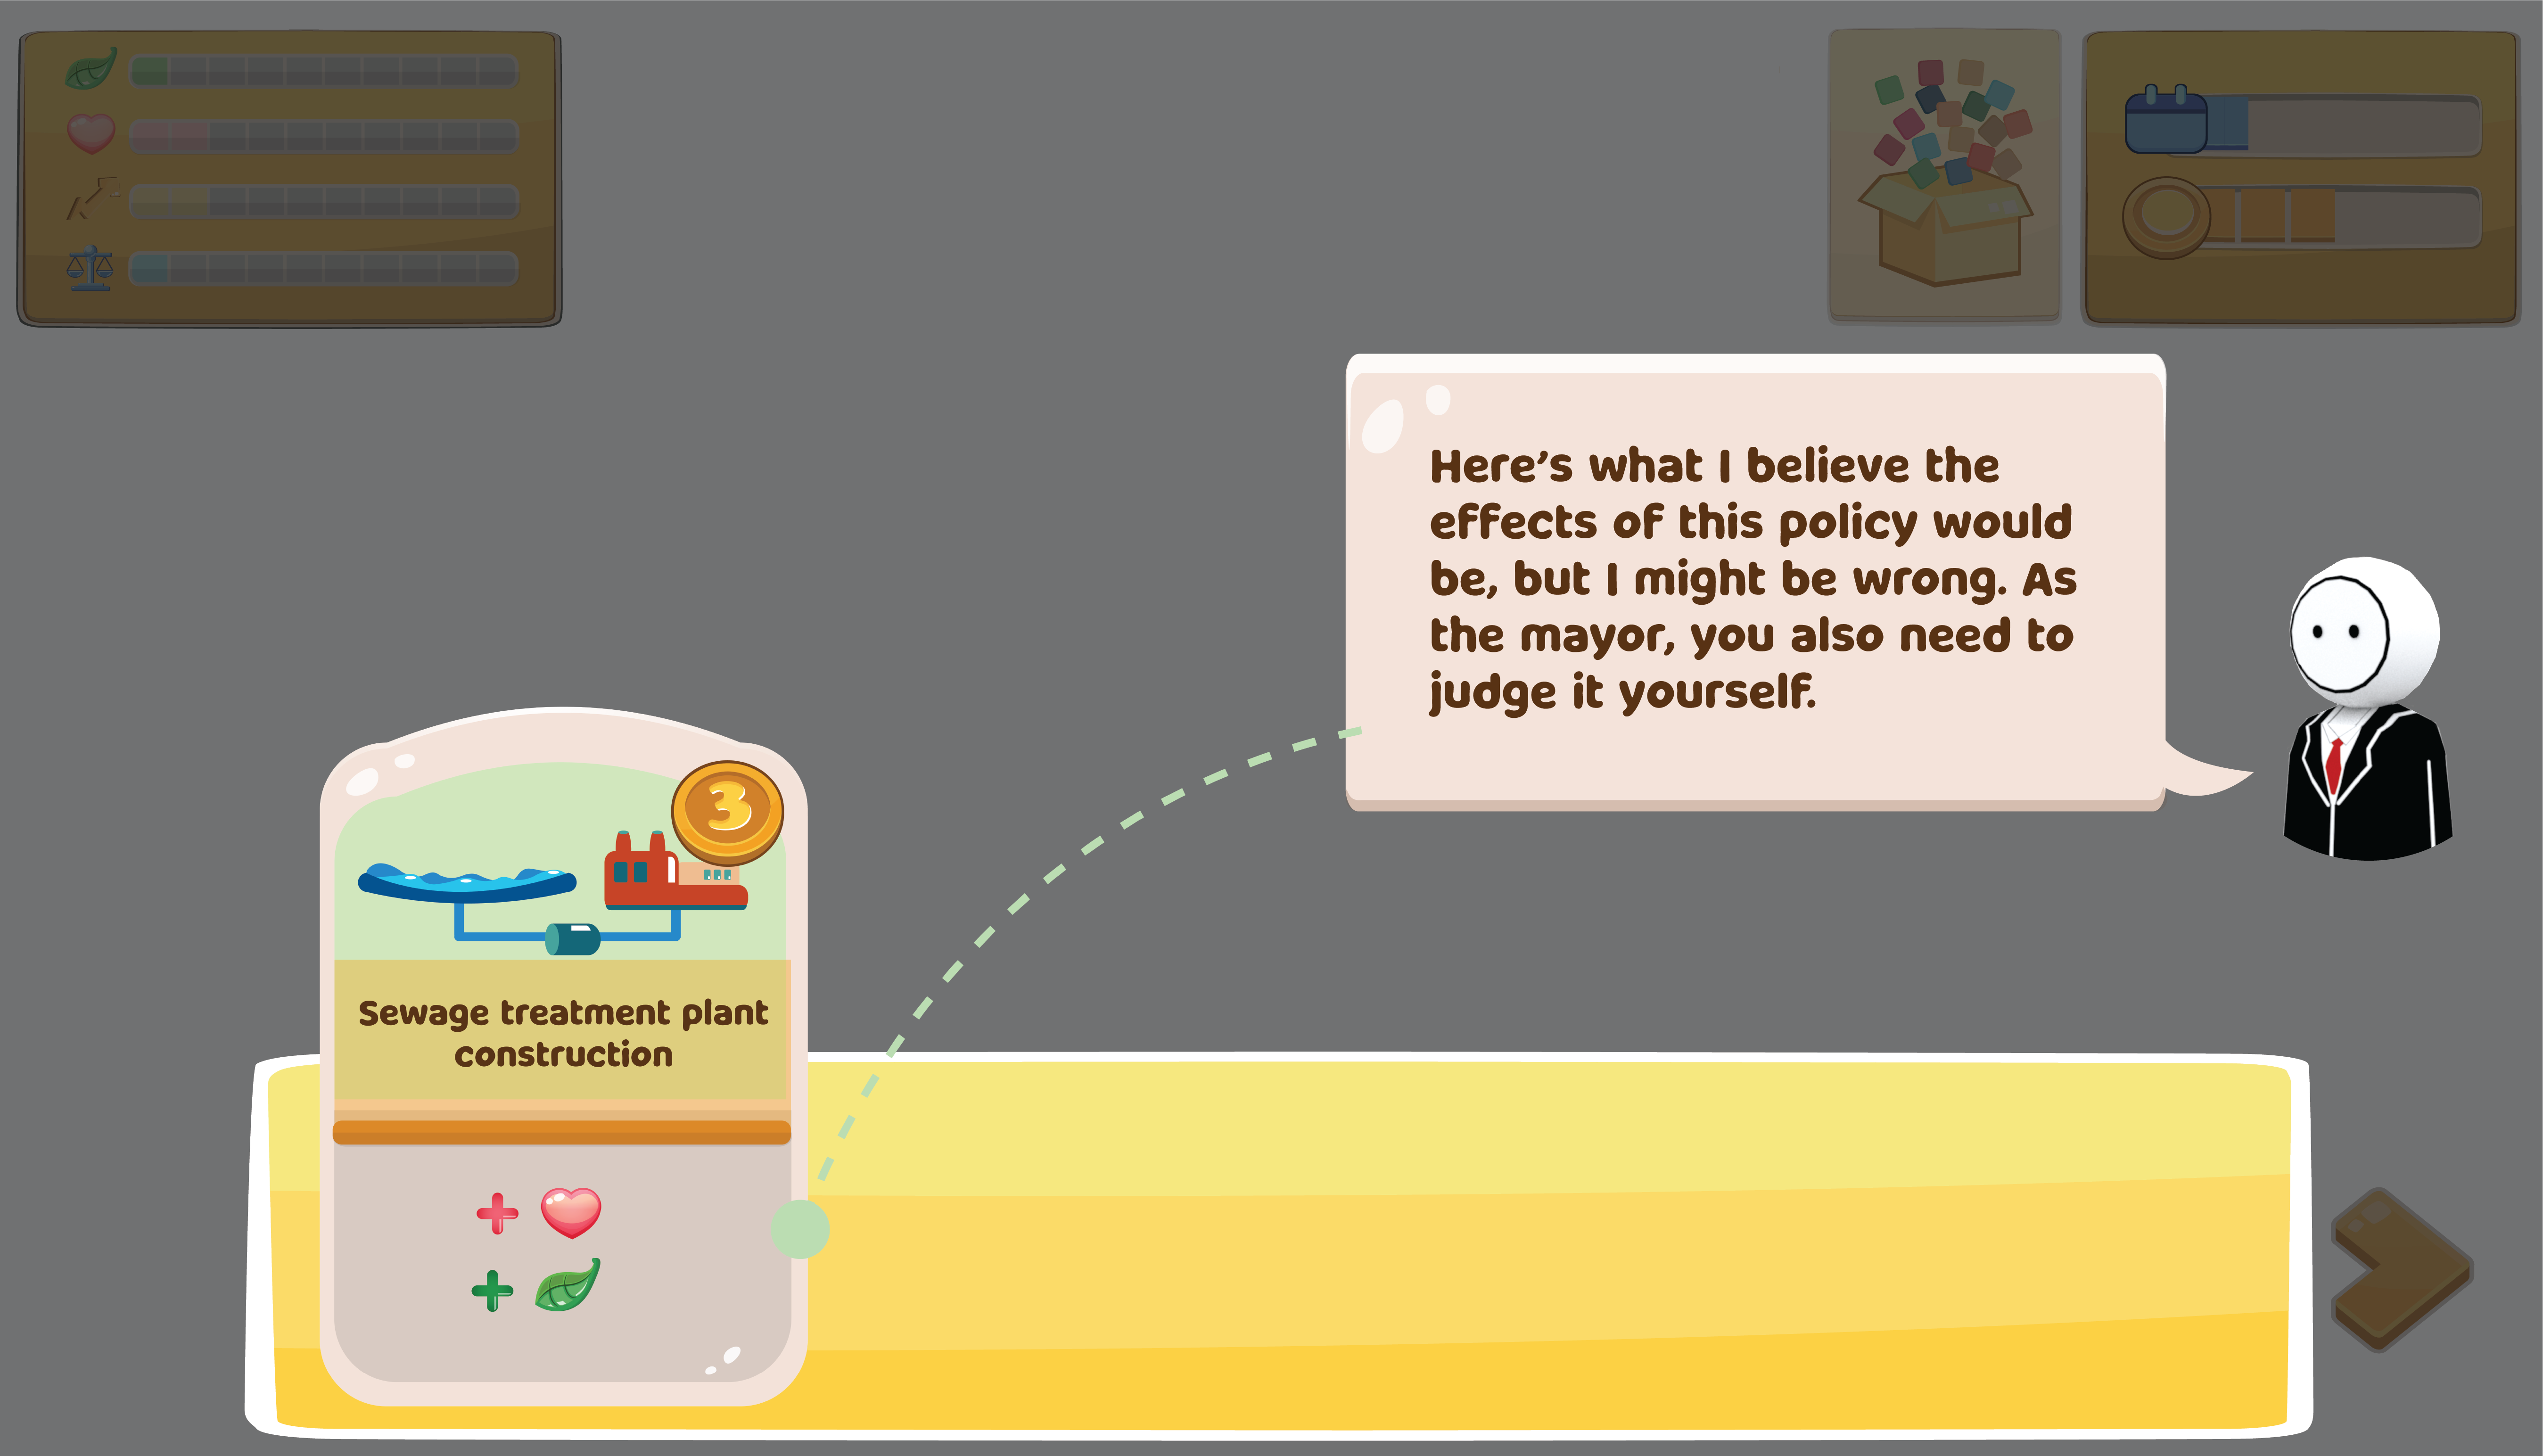 Here’s what I believe the
effects of this policy would
be, but I might be wrong. As
the mayor, you also need to
judge it yourself.
3
Sewage treatment plant
construction